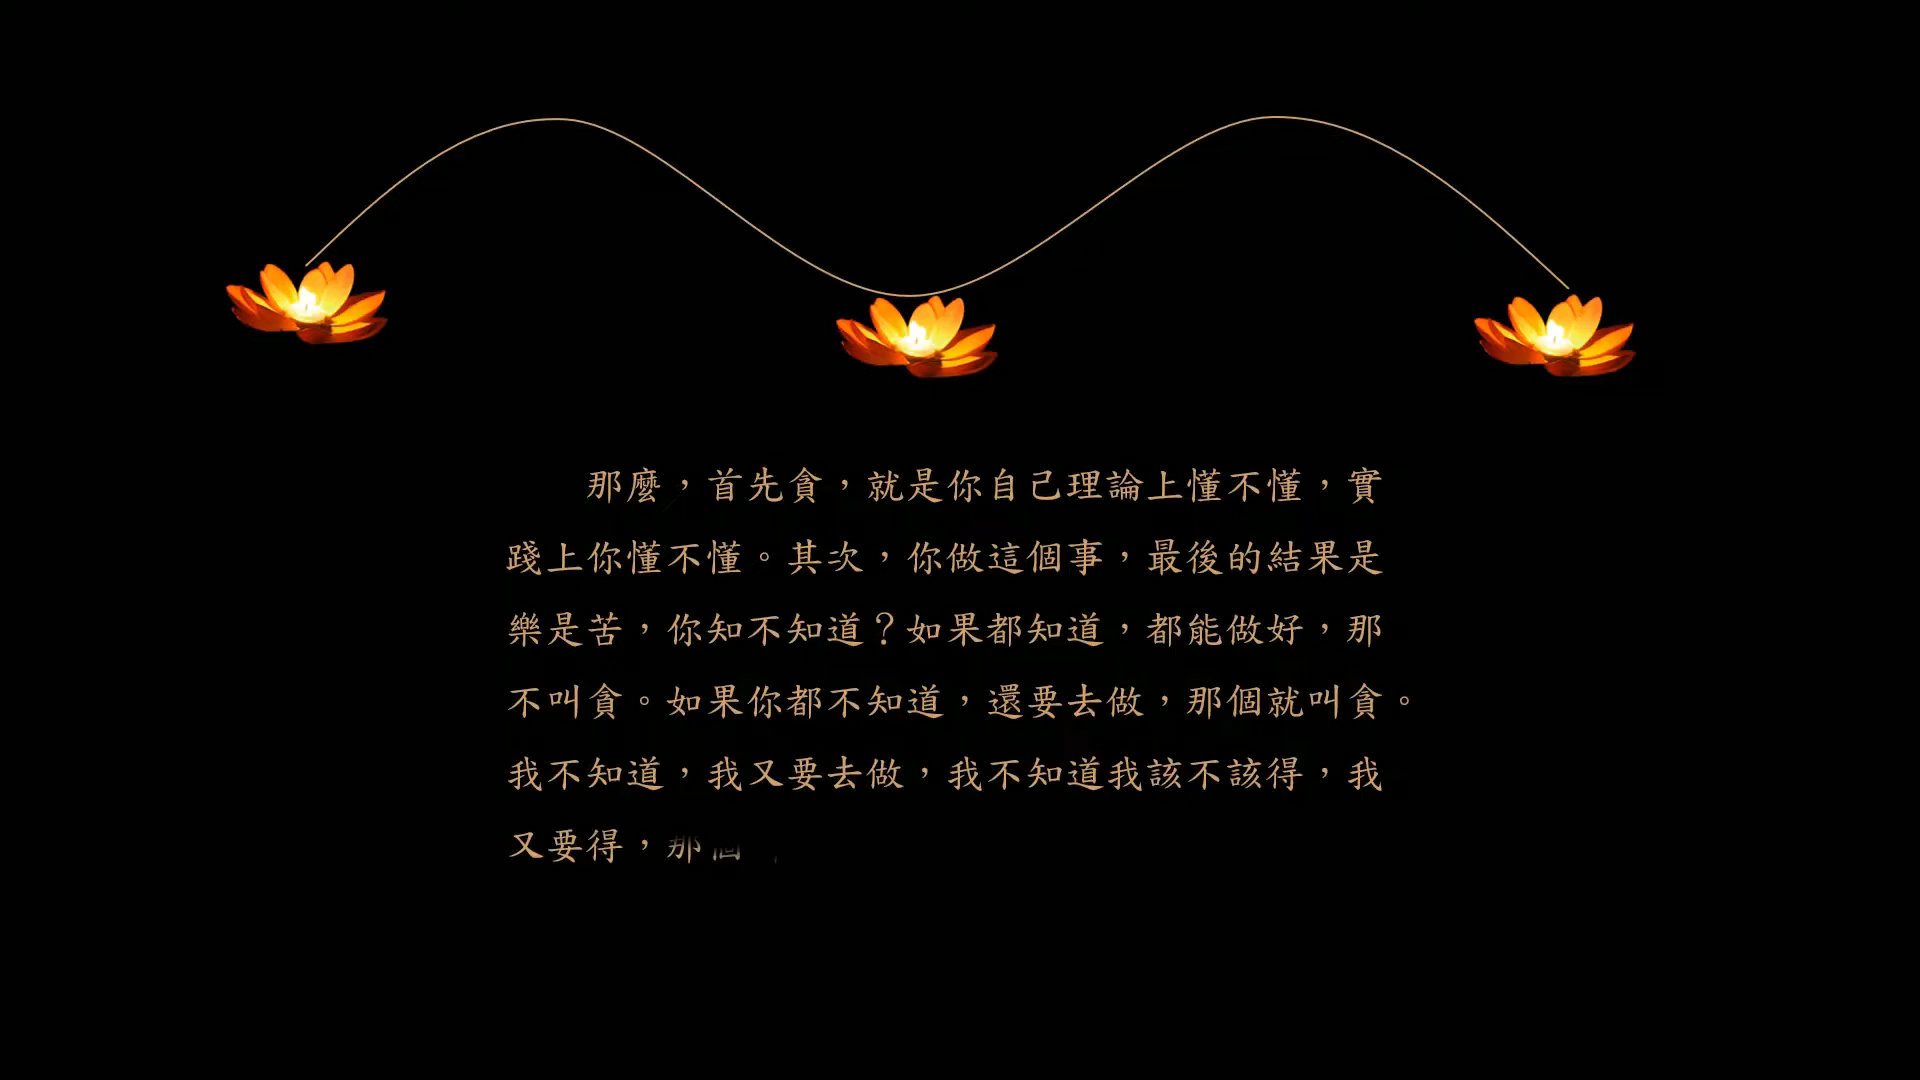 那麼，首先貪，就是你自己理論上懂不懂，實
踐上你懂不懂。其次，你做這個事，最後的結果是
樂是苦，你知不知道？如果都知道，都能做好，那
不叫貪。如果你都不知道，還要去做，那個就叫貪。
我不知道，我又要去做，我不知道我該不該得，我
又要得，那個